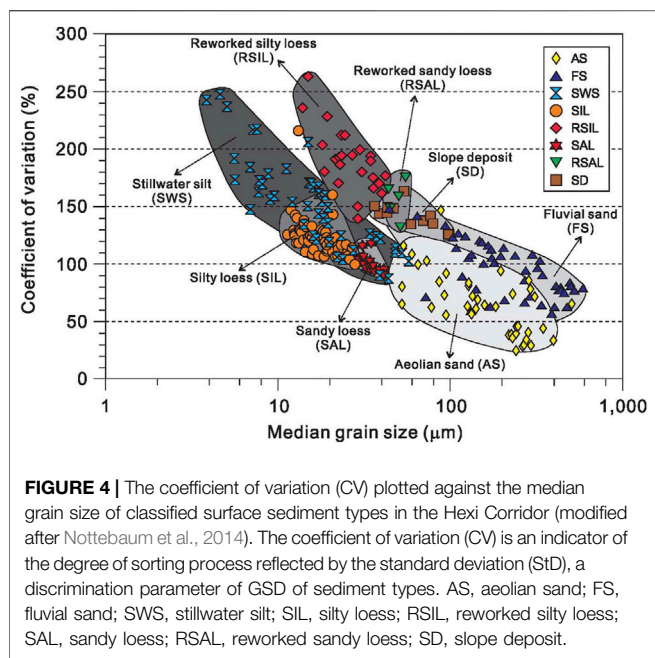 300
250
200
150
100
50
0
Coefficient of variation (%)
1
10
100
1,000
Median grain size (μm)
Reworked silty loess
(RSIL)
Reworked sandy loess
(RSAL)
Slope deposit
(SD)
Fluvial sand
(FS)
Stillwater silt
(SWS)
Silty loess (SIL)
Sandy loess
(SAL)
Aeolian sand (AS)
AS
FS
SWS
SIL
RSIL
SAL
RSAL
SD
FIGURE 4 | The coefficient of variation (CV) plotted against the median
grain size of classified surface sediment types in the Hexi Corridor (modified
after Nottebaum et al., 2014). The coefficient of variation (CV) is an indicator of
the degree of sorting process reflected by the standard deviation (StD), a
discrimination parameter of GSD of sediment types. AS, aeolian sand; FS,
fluvial sand; SWS, stillwater silt; SIL, silty loess; RSIL, reworked silty loess;
SAL, sandy loess; RSAL, reworked sandy loess; SD, slope deposit.